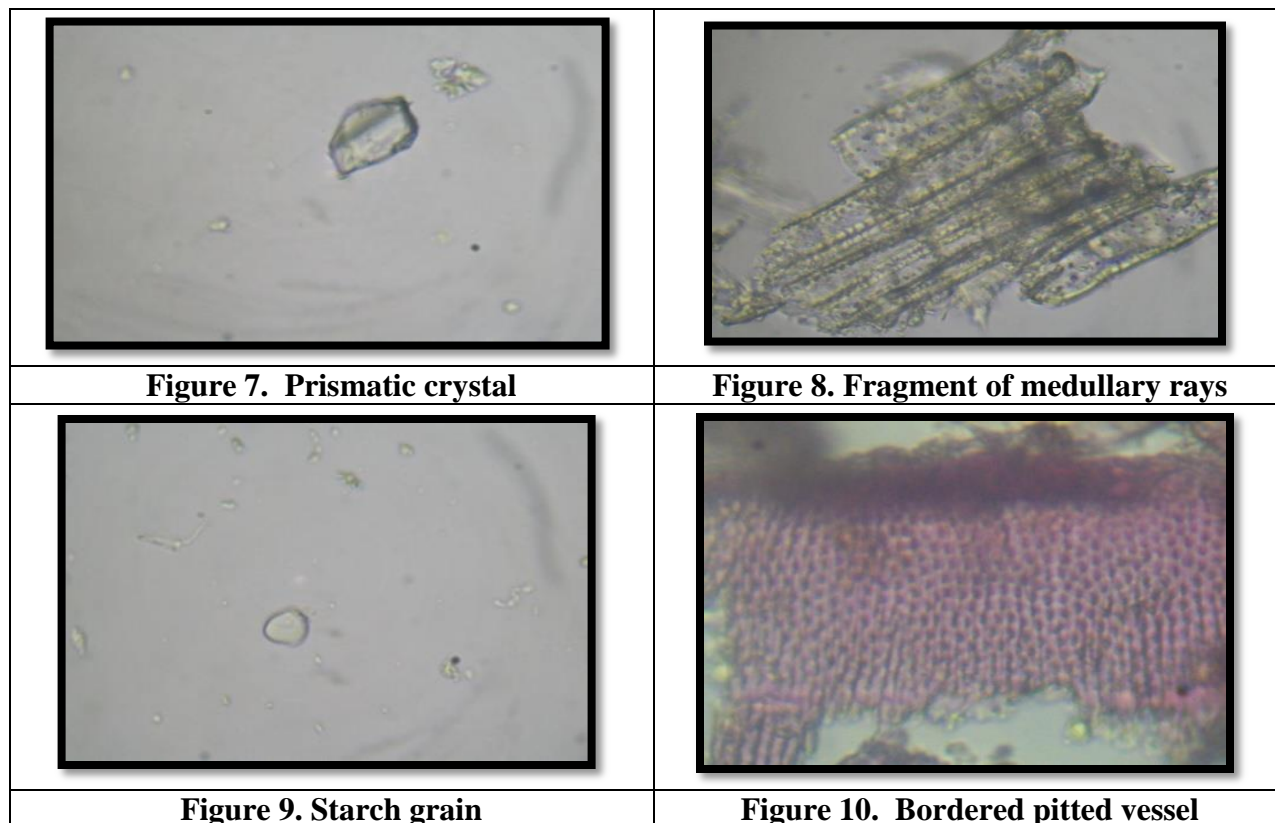 Figure 7. Prismatic crystal
Figure 8. Fragment of medullary rays
Figure 9. Starch grain
Figure 10. Bordered pitted vessel